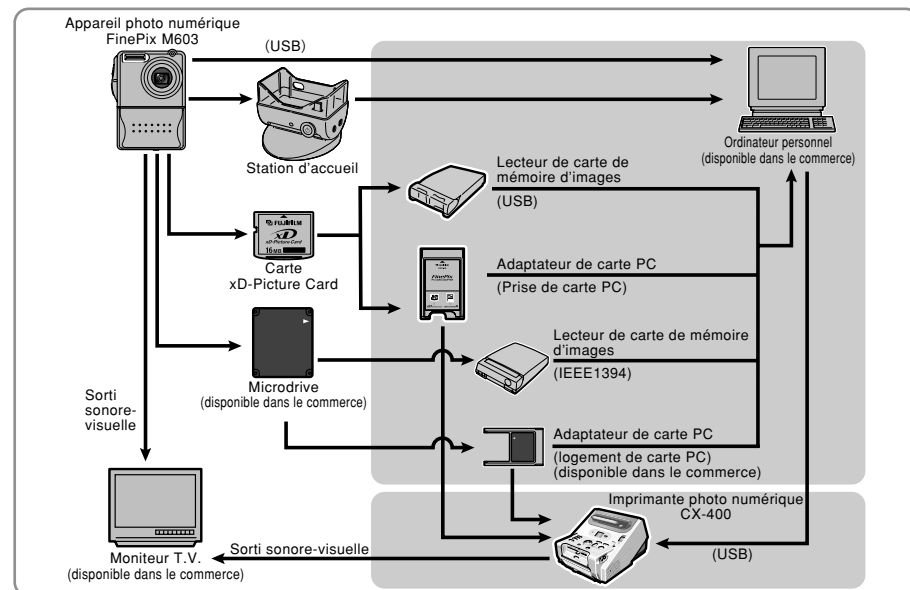 Appareil photo numérique
FinePix M603
(USB)
Station d'accueil
Ordinateur personnel
(disponible dans le commerce)
Lecteur de carte de
mémoire d'images
(USB)
FUJIFILM
xD
xD-Picture Card
16MB
Carte
xD-Picture Card
FinePix
Adaptateur de carte PC
(Prise de carte PC)
Lecteur de carte de mémoire
d'images
(IEEE1394)
Microdrive
(disponible dans le commerce)
Sorti
sonore-
visuelle
Adaptateur de carte PC
(logement de carte PC)
(disponible dans le commerce)
Imprimante photo numérique
CX-400
Moniteur T.V.
(disponible dans le commerce)
Sorti sonore-visuelle
(USB)